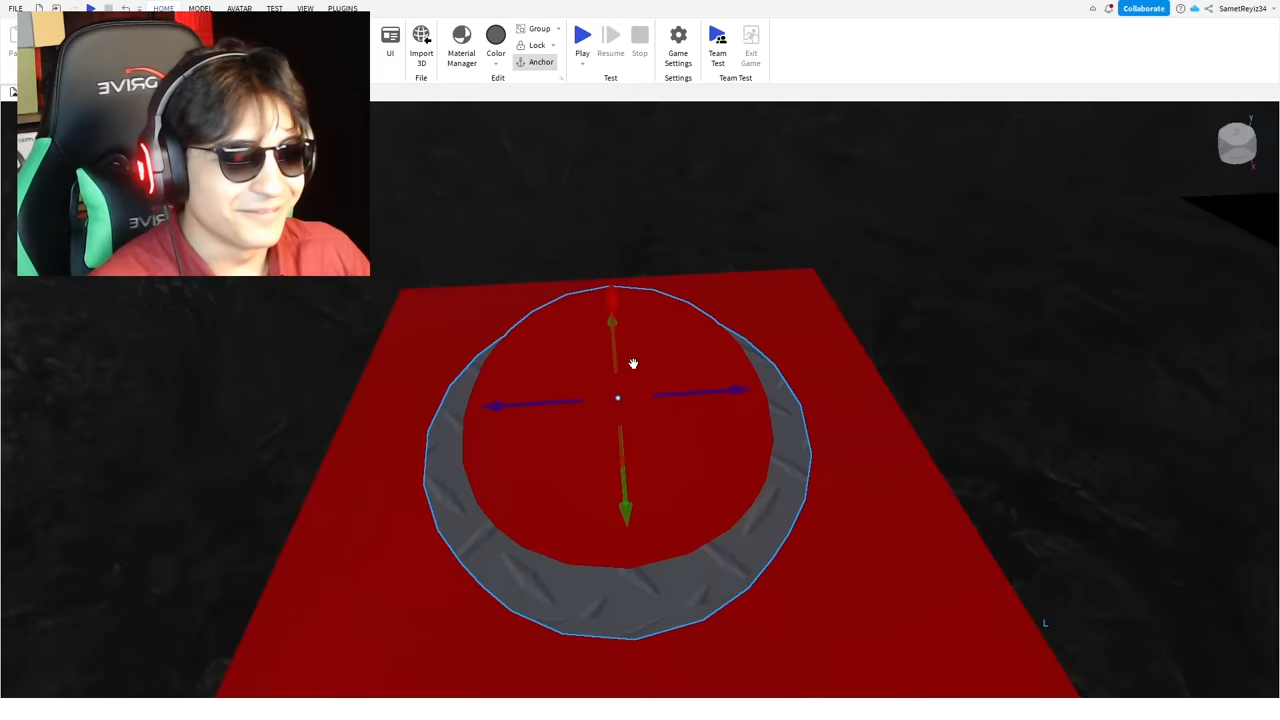 FILE HOME MODEL AVATAR TEST VIEW PLUGINS Collaborate SametReyiz34
UI Import 3D Material Manager Color Group Lock Anchor Play Resume Stop Game Settings Team Test Exit Game
File Edit Test Settings Team Test
DRIVE
DRIVE
Y
L